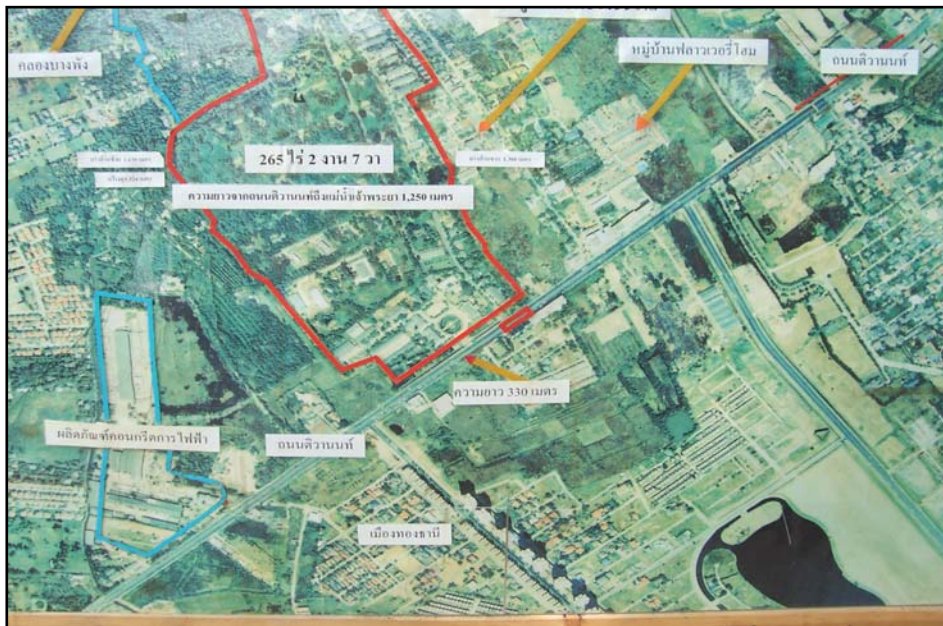 คลองบางพัง
หมู่บ้านฟลาวเวอรี่โฮม
ถนนติวานนท์
265 ไร่ 2 งาน 7 วา
ความยาวจากถนนติวานนท์ถึงแม่น้ำเจ้าพระยา 1,250 เมตร
ความยาว 330 เมตร
ผลิตภัณฑ์คอนกรีตการไฟฟ้า
ถนนติวานนท์
เมืองทองธานี